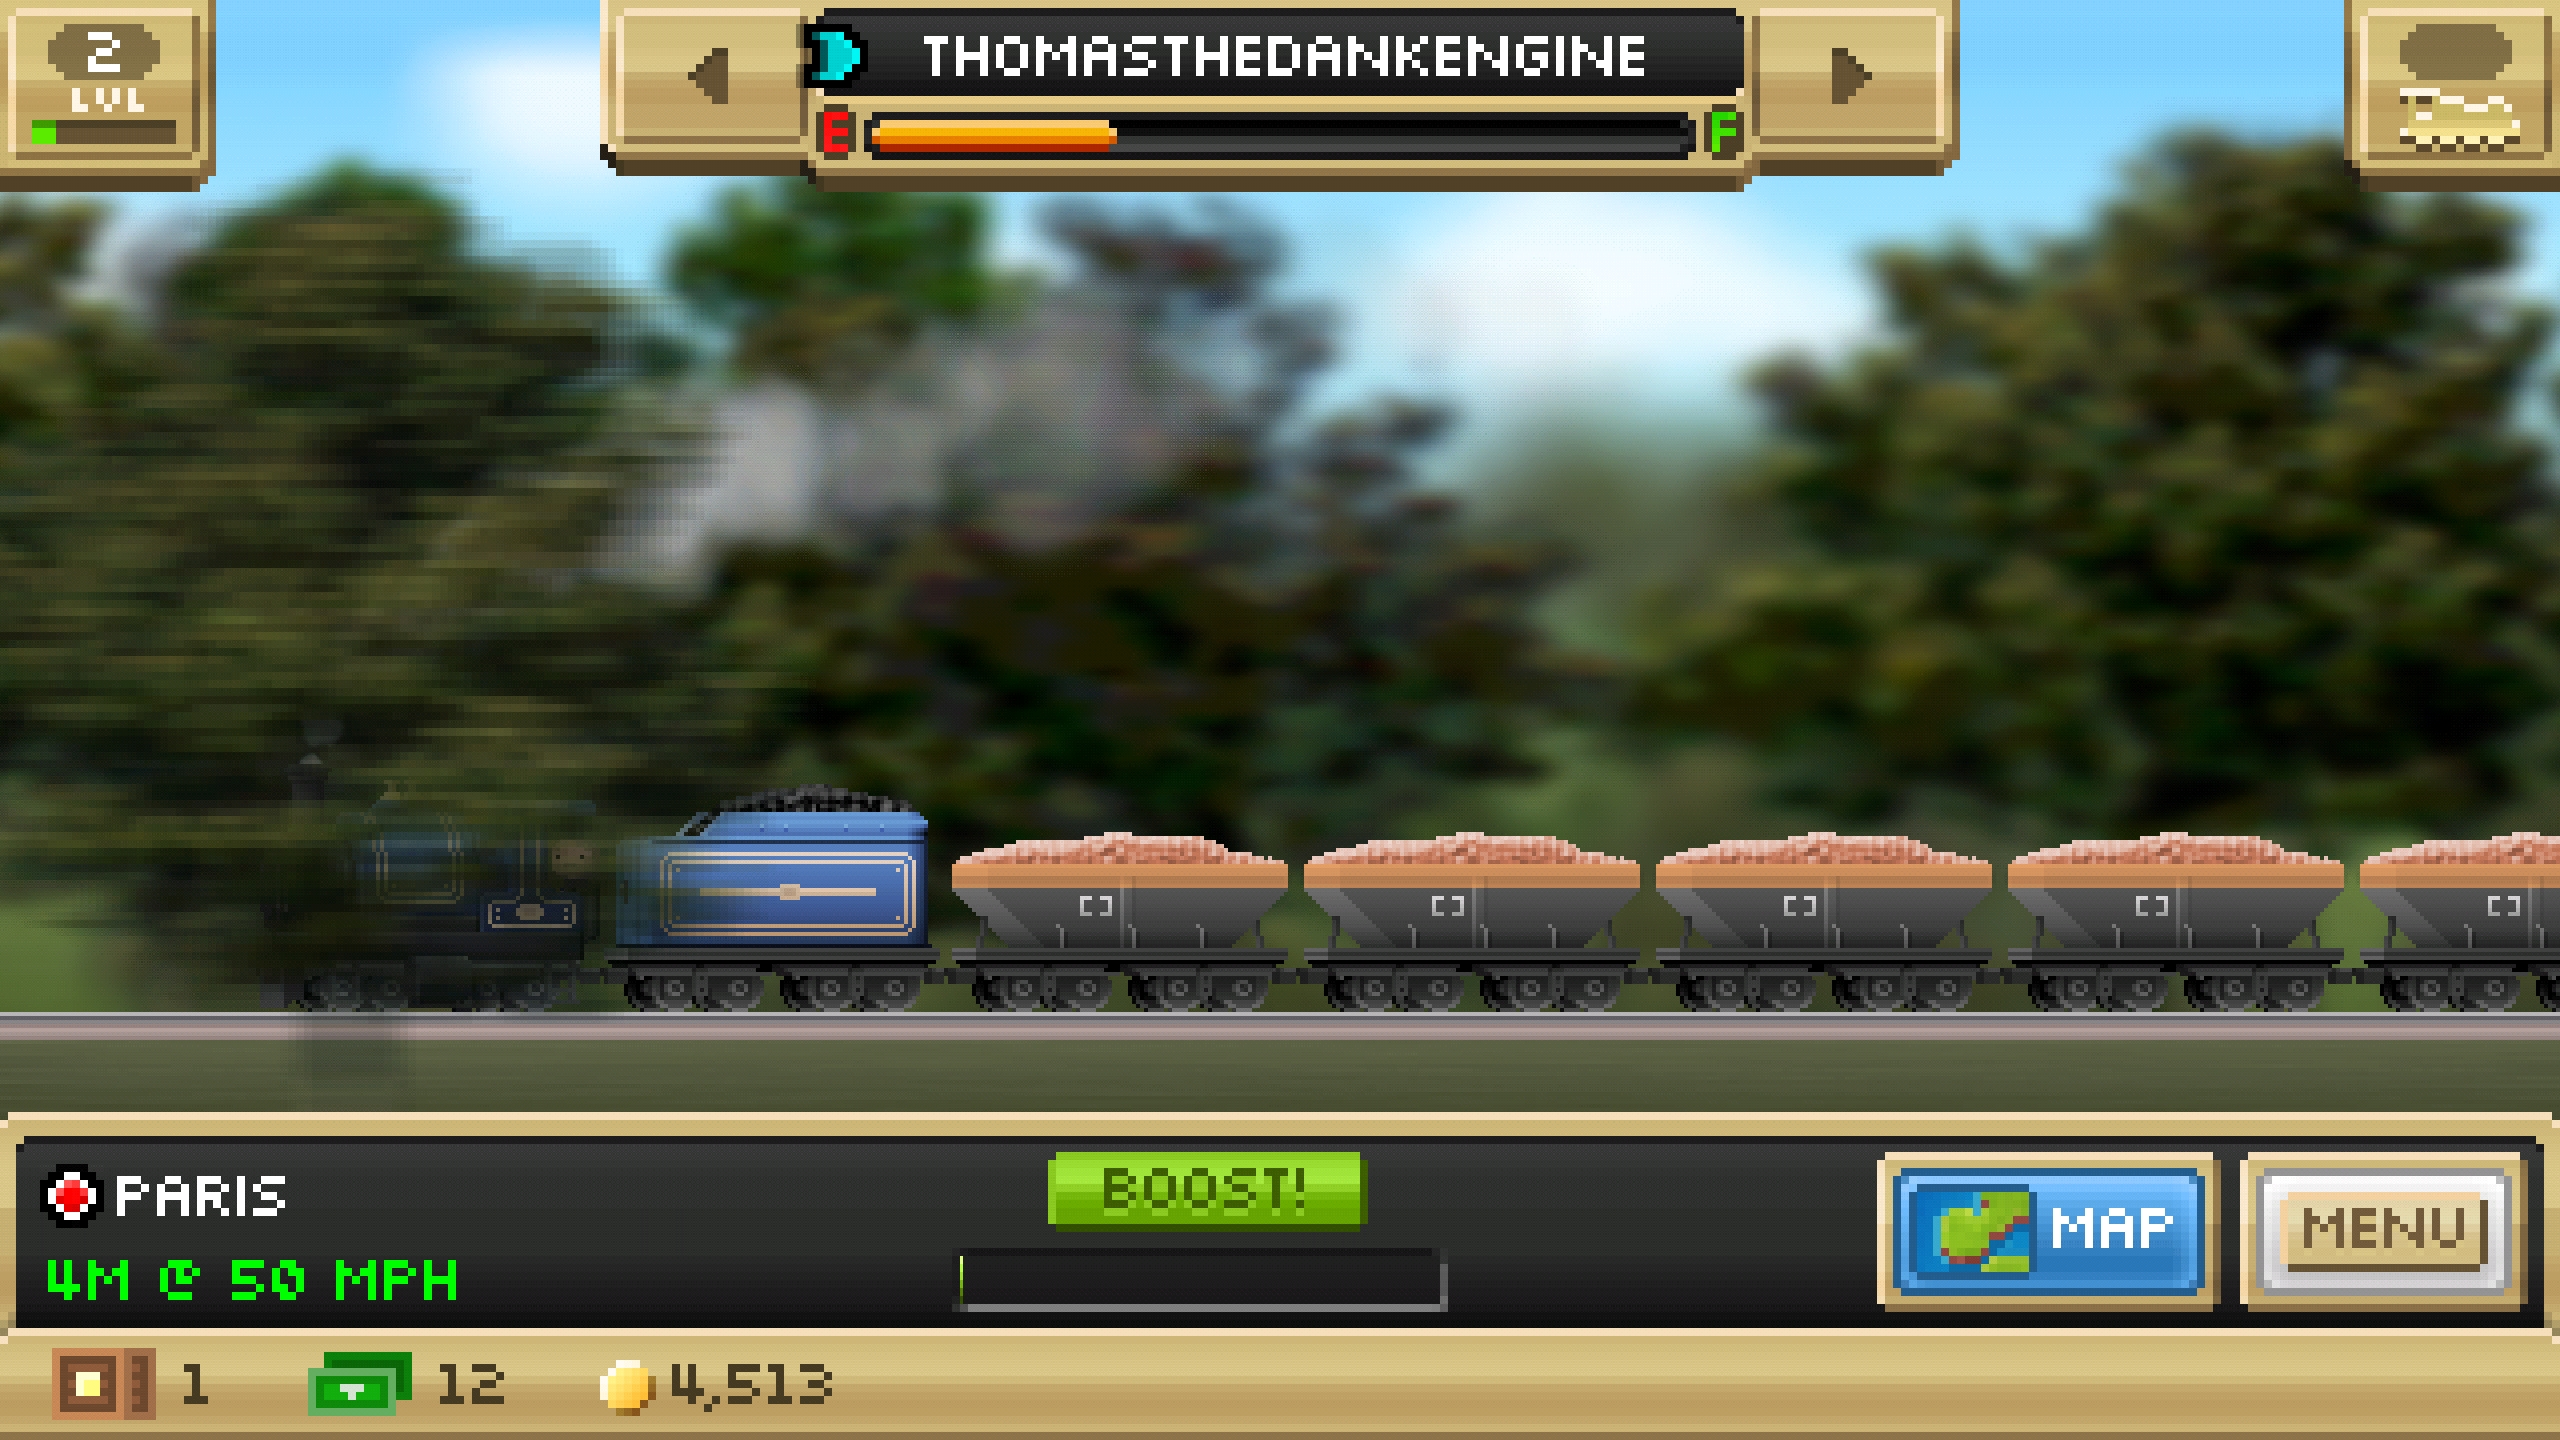 2
LVL
THOMASTHEDANKENGINE
E F
PARIS
4M @ 50 MPH
BOOST!
MAP
MENU
1
12
4,513